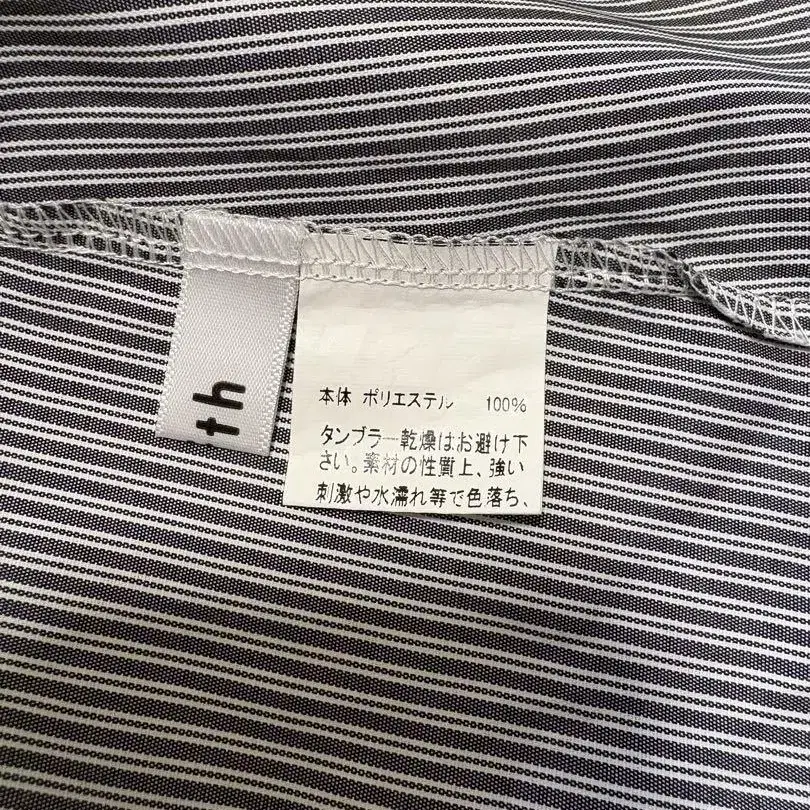 th
本体 ポリエステル 100%
タンブラー乾燥はお避け下
さい。素材の性質上、強い
刺激や水濡れ等で色落ち、